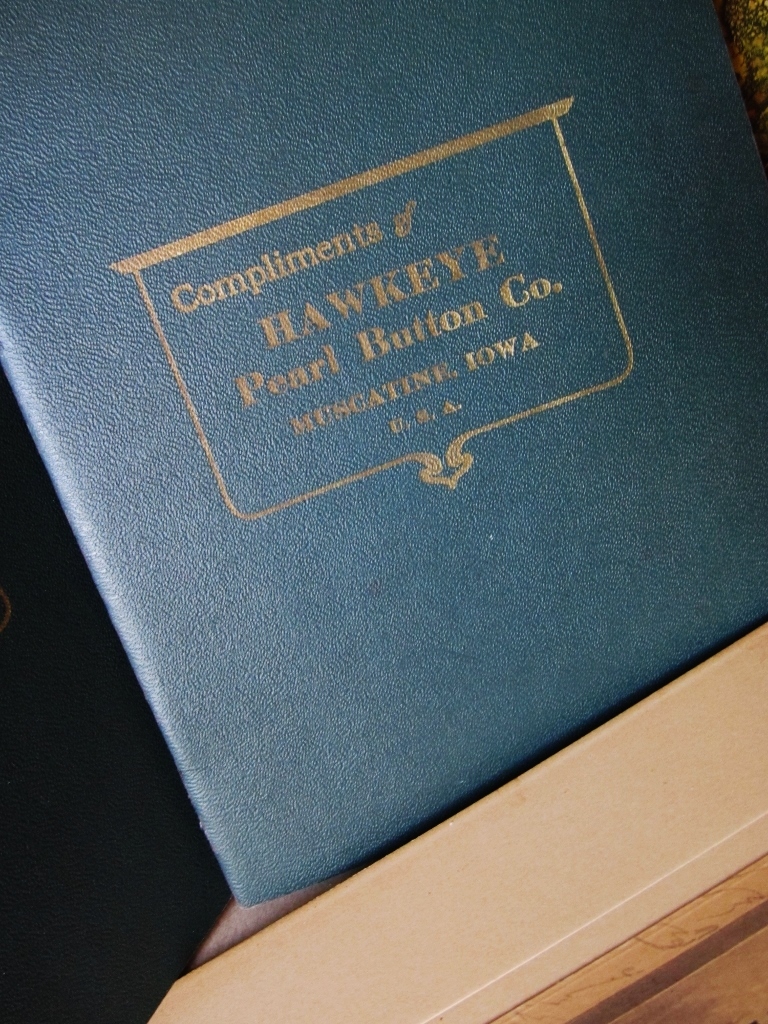 Compliments of
HAWKEYE
Pearl Button Co.
MUSCATINE, IOWA
U. S. A.